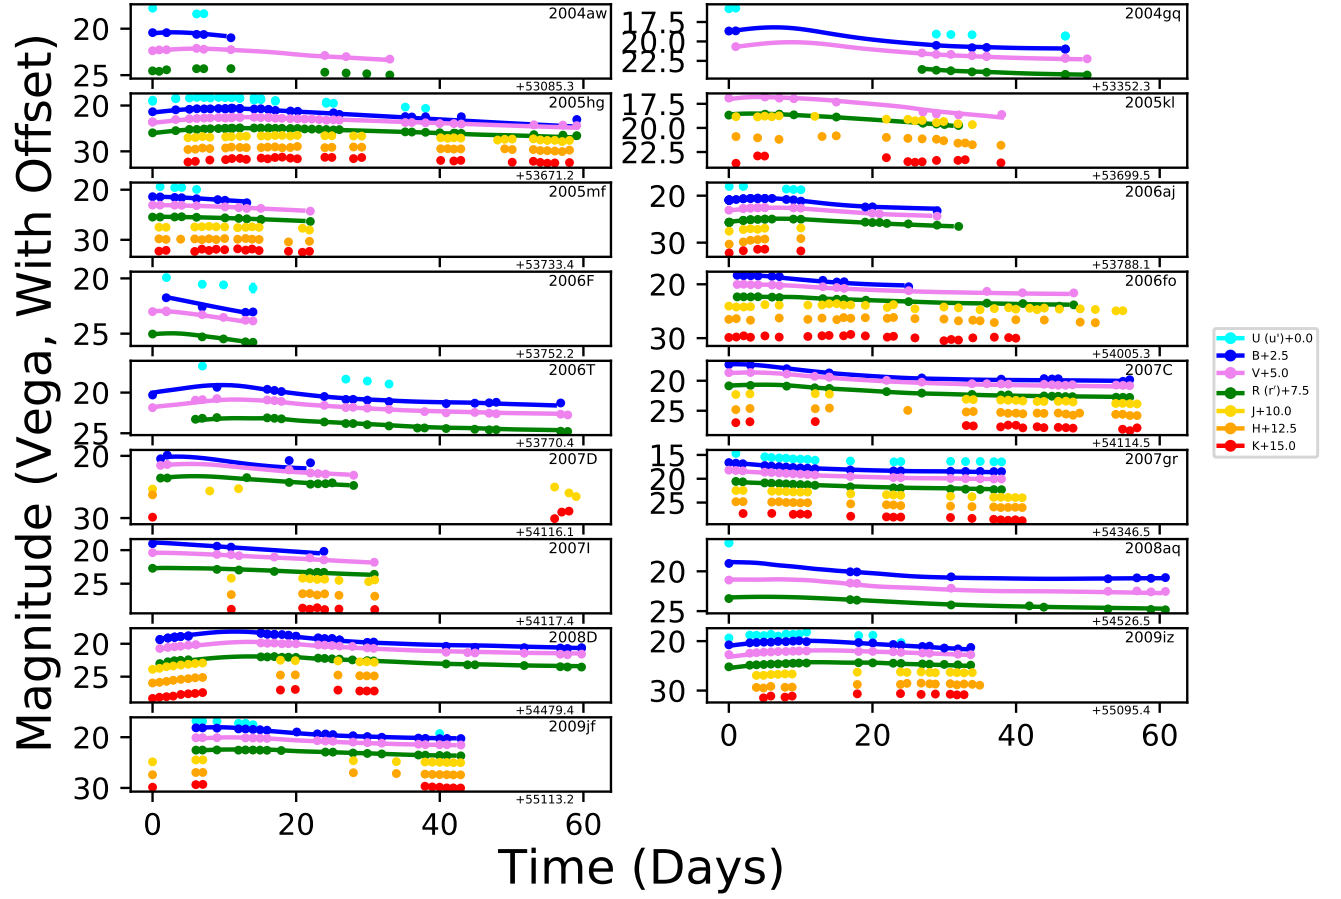 Magnitude (Vega, With Offset)
2004aw
20
25
+53085.3
2004gq
17.5
20.0
22.5
+53352.3
2005hg
20
30
+53671.2
2005kl
17.5
20.0
22.5
+53699.5
2005mf
20
30
+53733.4
2006aj
20
30
+53788.1
2006F
20
25
+53752.2
2006fo
20
30
+54005.3
2006T
20
25
+53770.4
2007C
20
25
+54114.5
2007D
20
30
+54116.1
2007gr
15
25
+54346.5
2007I
20
25
+54117.4
2008aq
20
25
+54526.5
2008D
20
25
+54479.4
2009iz
20
30
+55095.4
0
20
40
60
2009jf
20
30
+55113.2
0
20
40
60
Time (Days)
U (u')+0.0
B+2.5
V+5.0
R (r')+7.5
J+10.0
H+12.5
K+15.0